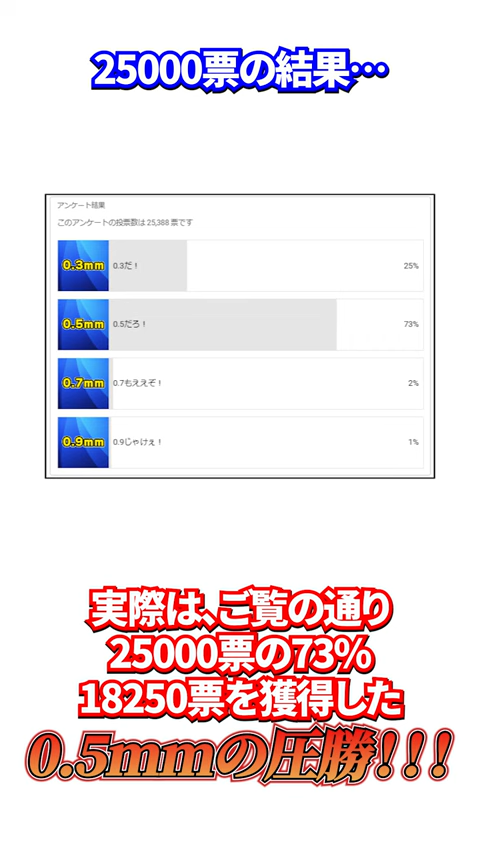 25000票の結果…
アンケート結果
このアンケートの投票数は 25,388 票です
0.3mm 0.3だ！ 25%
0.5mm 0.5だろ！ 73%
0.7mm 0.7もええぞ！ 2%
0.9mm 0.9じゃけぇ！ 1%
実際は、ご覧の通り
25000票の73%
18250票を獲得した
0.5mmの圧勝!!!